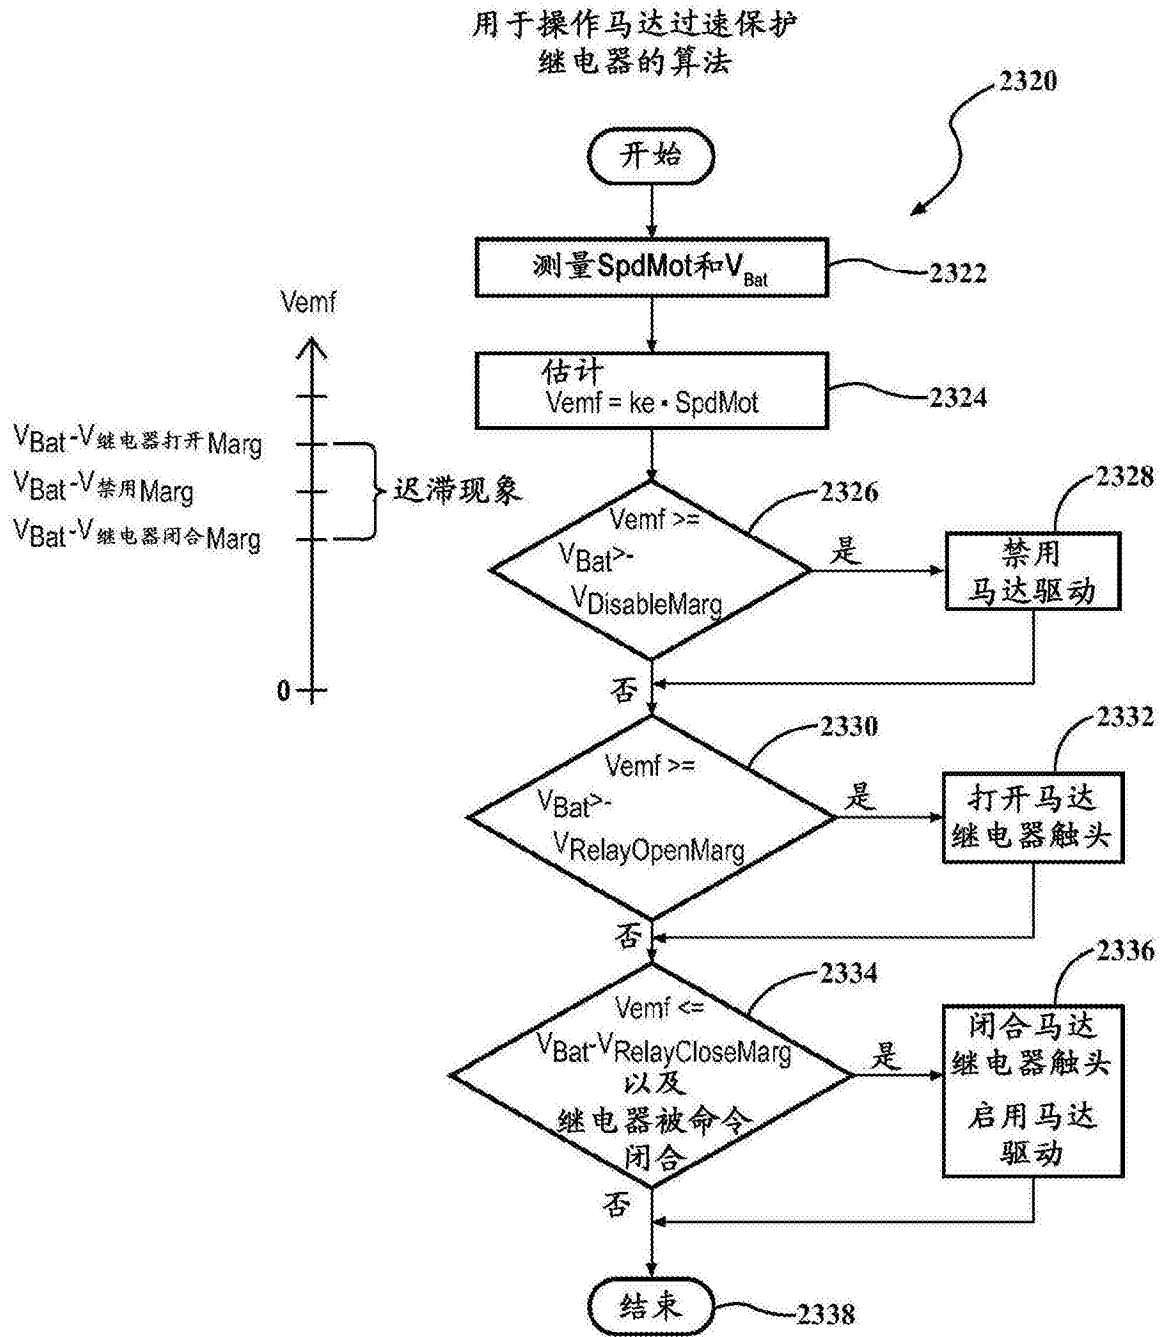 用于操作马达过速保护
继电器的算法
2320
开始
测量SpdMot和VBat
2322
估计
Vemf = ke • SpdMot
2324
Vemf
VBat-V继电器打开Marg
VBat-V禁用Marg
VBat-V继电器闭合Marg
迟滞现象
0
Vemf >=
VBat>-
VDisableMarg
2326
是
禁用
马达驱动
2328
否
Vemf >=
VBat>-
VRelayOpenMarg
2330
是
打开马达
继电器触头
2332
否
Vemf <=
VBat-VRelayCloseMarg
以及
继电器被命令
闭合
2334
是
闭合马达
继电器触头
启用马达
驱动
2336
否
结束
2338